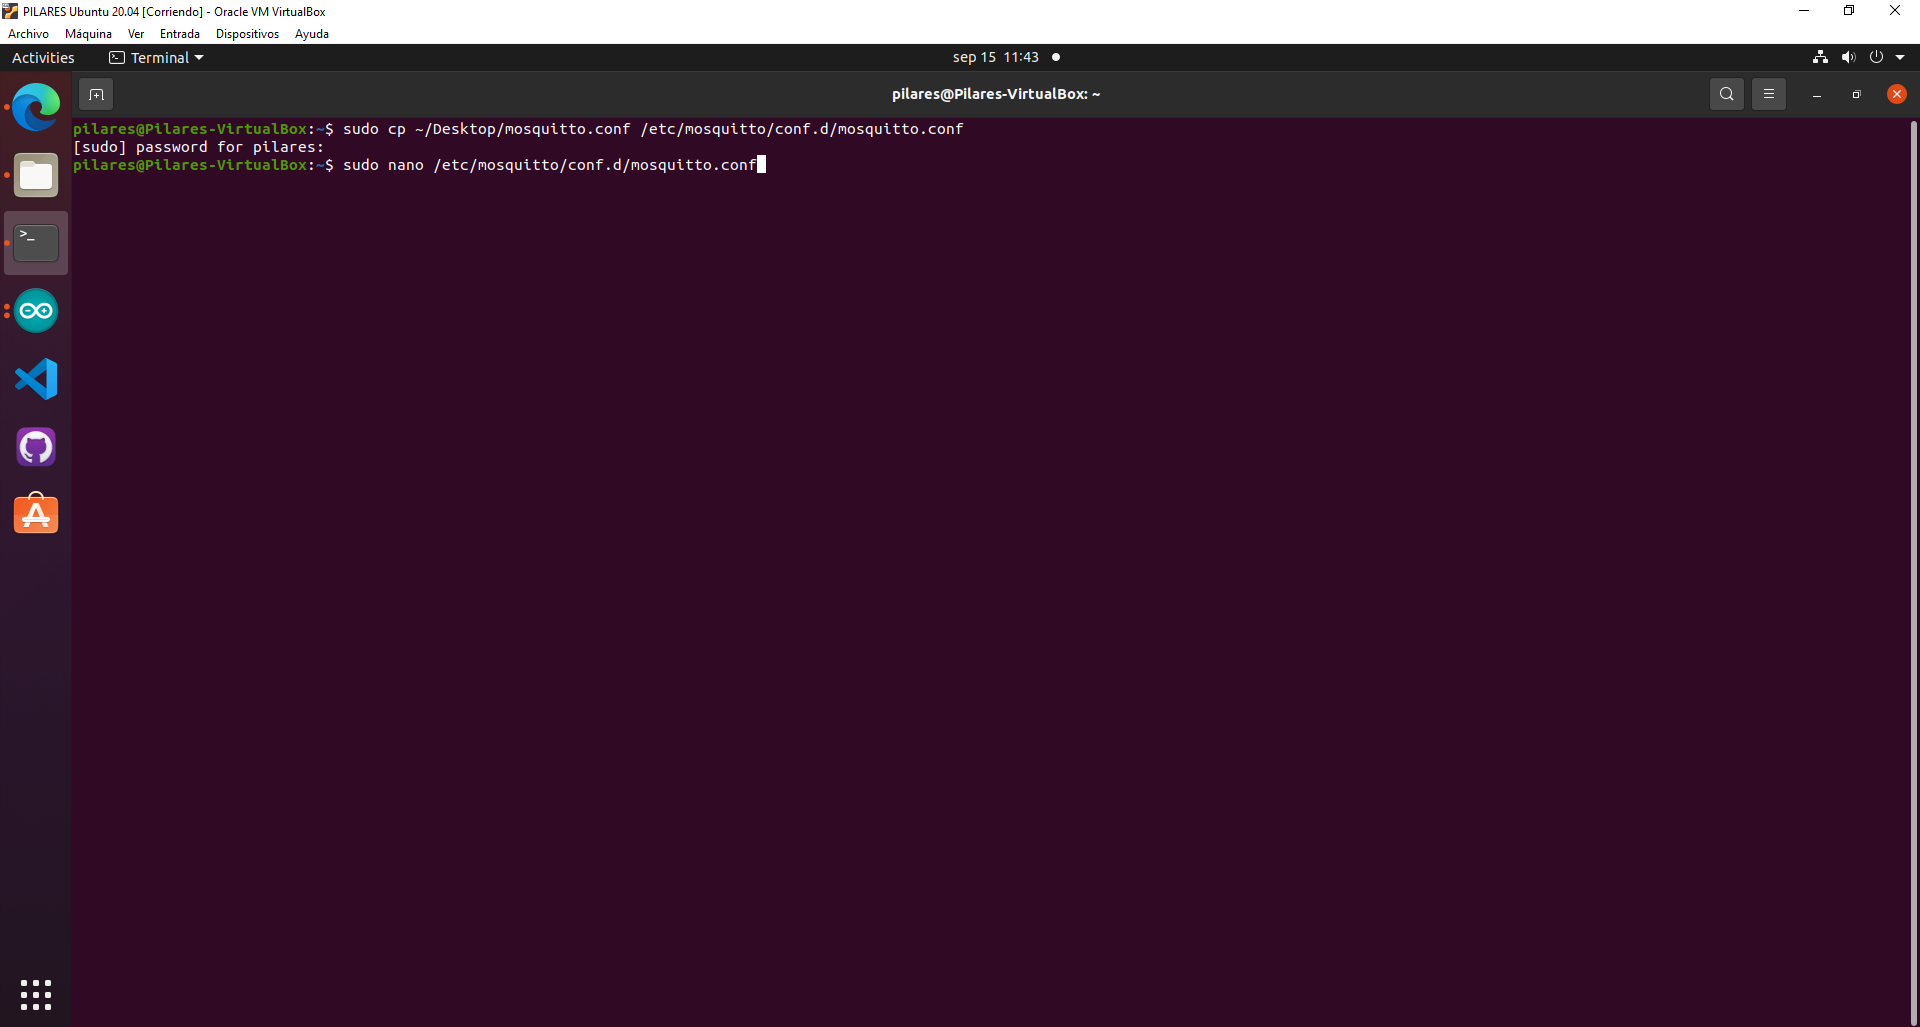 PILARES Ubuntu 20.04 [Corriendo] - Oracle VM VirtualBox
Archivo Máquina Ver Entrada Dispositivos Ayuda
Activities Terminal sep 15 11:43
pilares@Pilares-VirtualBox: ~
pilares@Pilares-VirtualBox:~$ sudo cp ~/Desktop/mosquitto.conf /etc/mosquitto/conf.d/mosquitto.conf
[sudo] password for pilares:
pilares@Pilares-VirtualBox:~$ sudo nano /etc/mosquitto/conf.d/mosquitto.conf